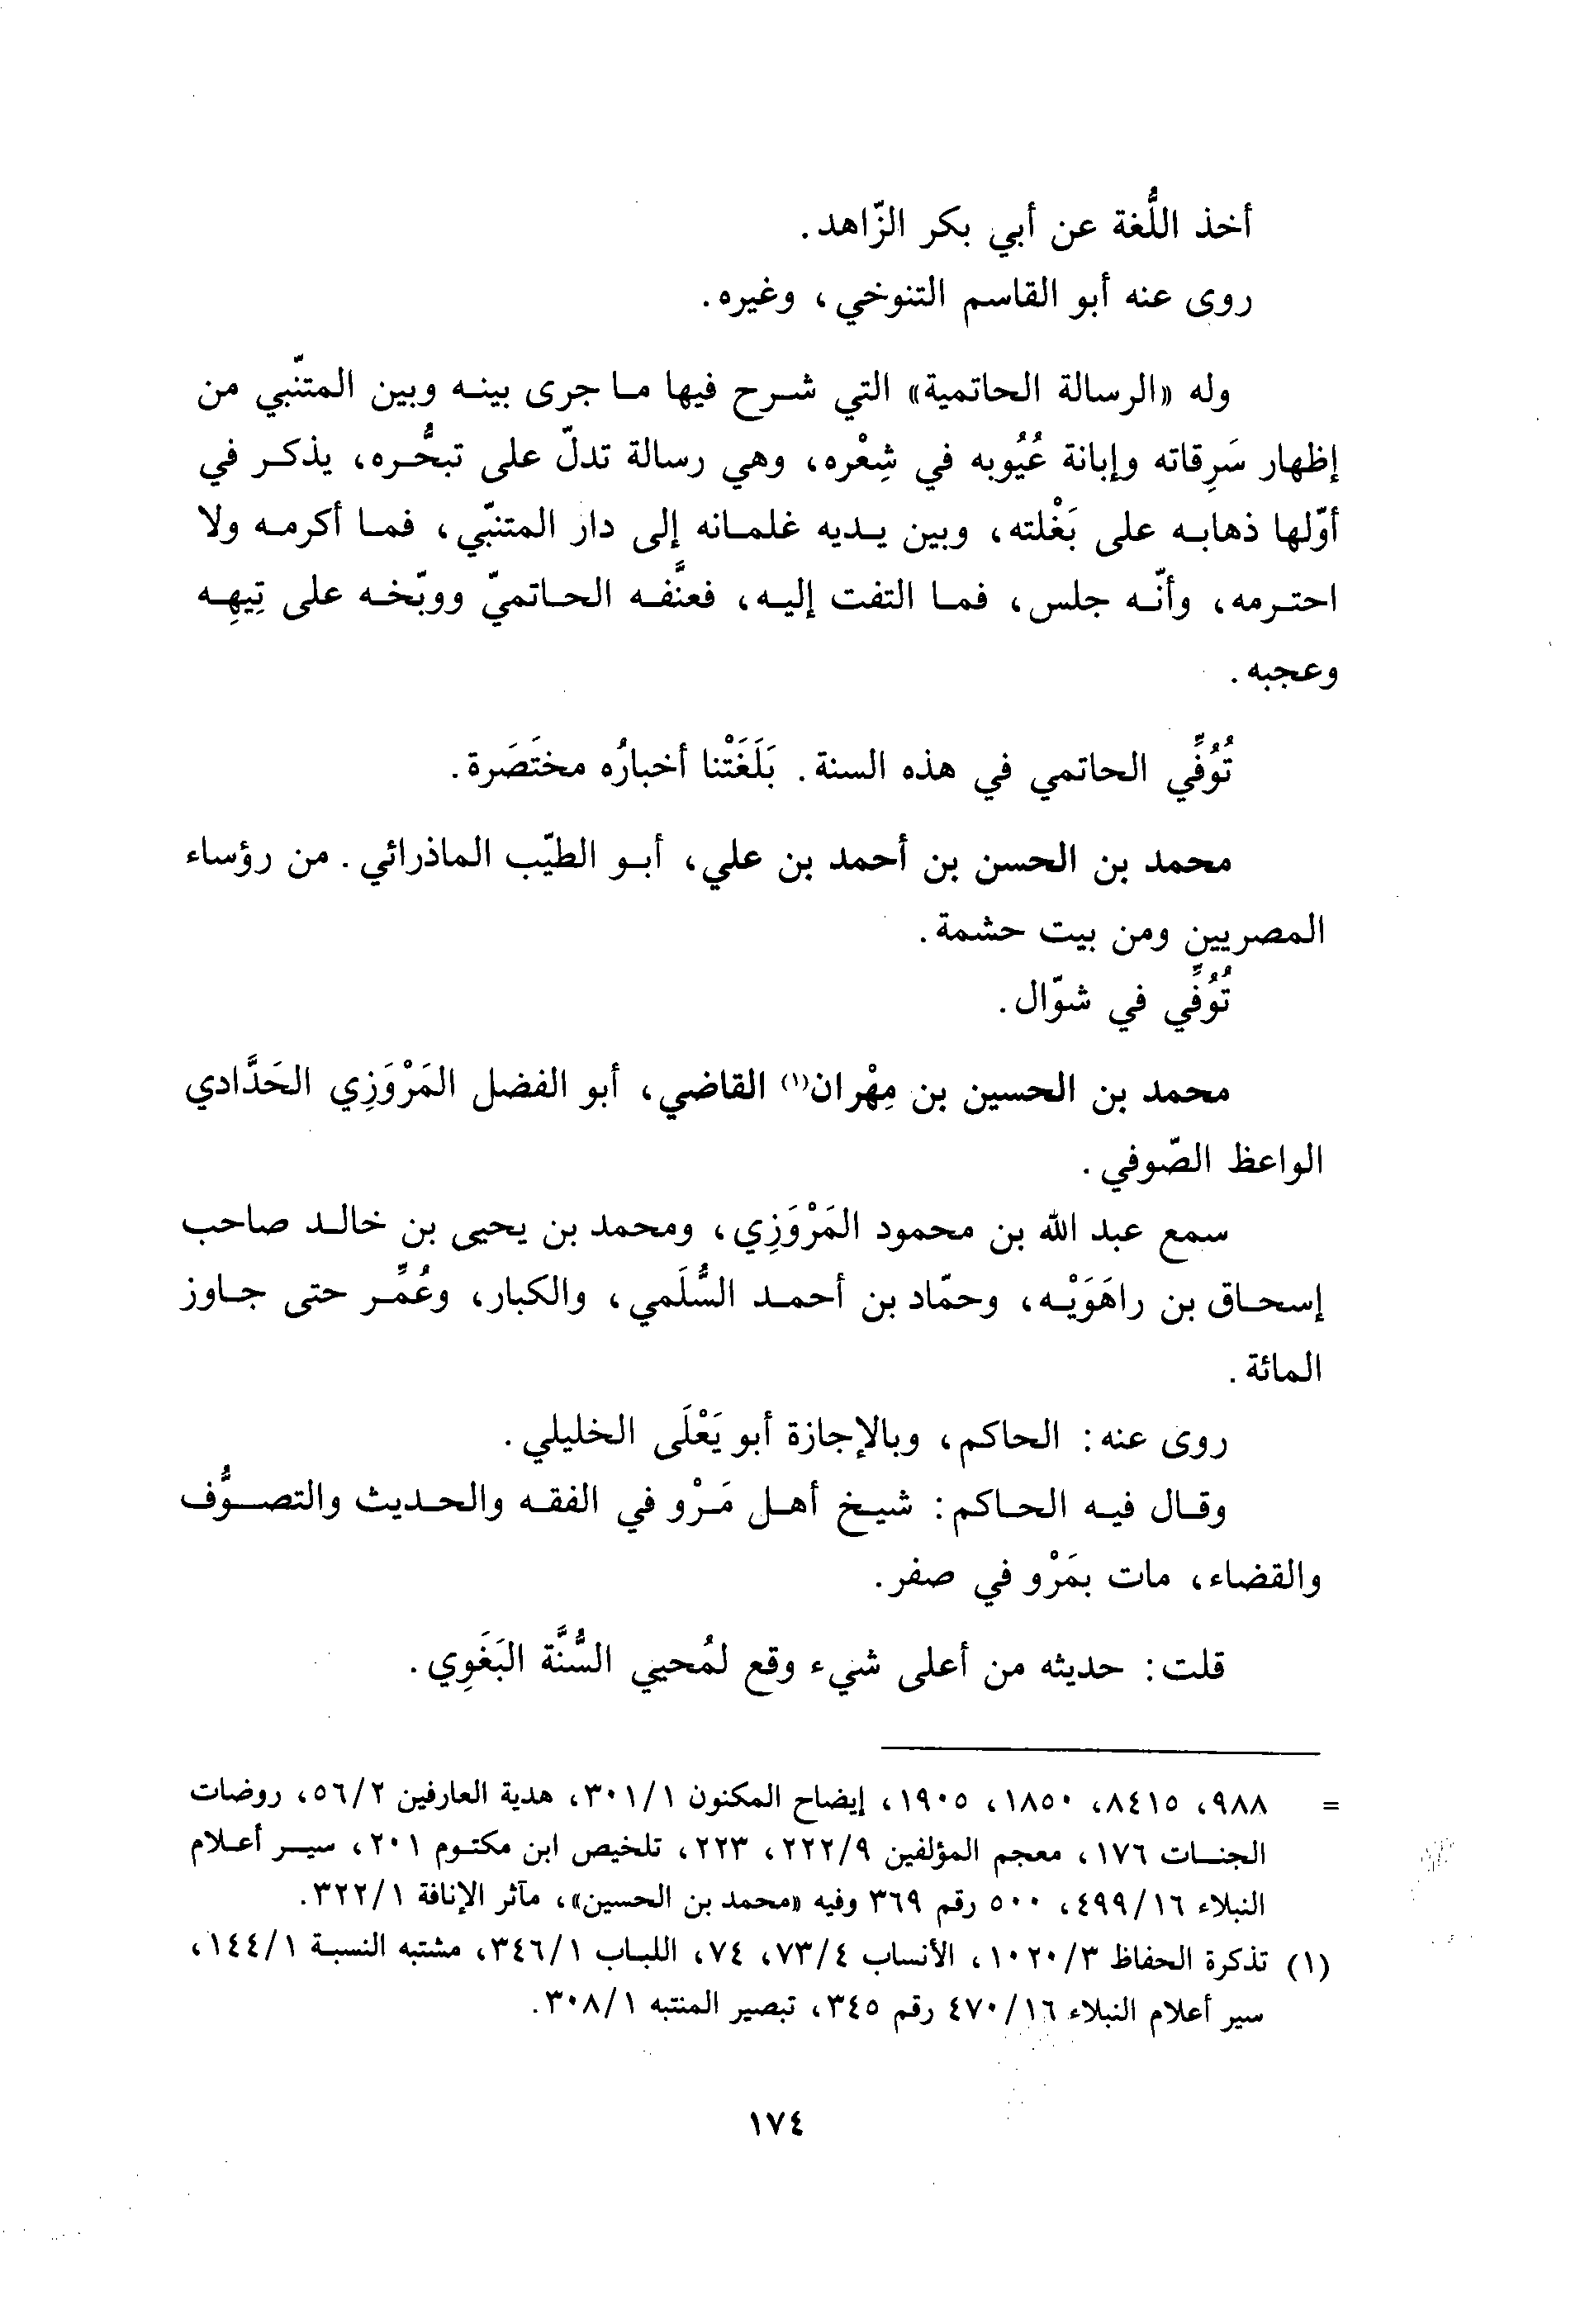 أخذ اللُّغة عن أبي بكر الزّاهد.
روى عنه أبو القاسم التنوخي، وغيره.
وله «الرسالة الحاتمية» التي شرح فيها ما جرى بينه وبين المتنّبي من
إظهار سَرِقاته وإبانة عُيُوبه في شِعْره، وهي رسالة تدلّ على تبحُّره، يذكر في
أوّلها ذهابه على بَغْلته، وبين يديه غلمانه إلى دار المتنبّي، فما أكرمه ولا
احترمه، وأنّه جلس، فما التفت إليه، فعنَّفه الحاتميّ ووبّخه على تِيهِه
وعجبه.
تُوُفِّي الحاتمي في هذه السنة. بَلَغَتْنا أخبارُه مختَصَرة.
محمد بن الحسن بن أحمد بن علي، أبو الطيّب الماذرائي. من رؤساء
المصريين ومن بيت حشمة.
تُوُفِّي في شوّال.
محمد بن الحسين بن مِهْران(١) القاضي، أبو الفضل المَرْوَزِي الحَدَّادي
الواعظ الصّوفي.
سمع عبد الله بن محمود المَرْوَزِي، ومحمد بن يحيى بن خالد صاحب
إسحاق بن راهَوَيْه، وحمّاد بن أحمد السُّلَمي، والكبار، وعُمِّر حتى جاوز
المائة.
روى عنه: الحاكم، وبالإجازة أبو يَعْلَى الخليلي.
وقال فيه الحاكم: شيخ أهل مَرْو في الفقه والحديث والتصوُّف
والقضاء، مات بمَرْو في صفر.
قلت: حديثه من أعلى شيء وقع لمُحيي السُّنَّة البَغَوِي.
= ٩٨٨، ٨٤١٥، ١٨٥٠، ١٩٠٥، إيضاح المكنون ٣٠١/١، هدية العارفين ٥٦/٢، روضات
الجنات ١٧٦، معجم المؤلفين ٢٢٢/٩، ٢٢٣، تلخيص ابن مكتوم ٢٠١، سير أعلام
النبلاء ٤٩٩/١٦، ٥٠٠ رقم ٣٦٩ وفيه «محمد بن الحسين»، مآثر الإنافة ٣٢٢/١.
(١) تذكرة الحفاظ ١٠٢٠/٣، الأنساب ٧٣/٤، ٧٤، اللباب ٣٤٦/١، مشتبه النسبة ١٤٤/١،
سير أعلام النبلاء ٤٧٠/١٦ رقم ٣٤٥، تبصير المنتبه ٣٠٨/١.
١٧٤